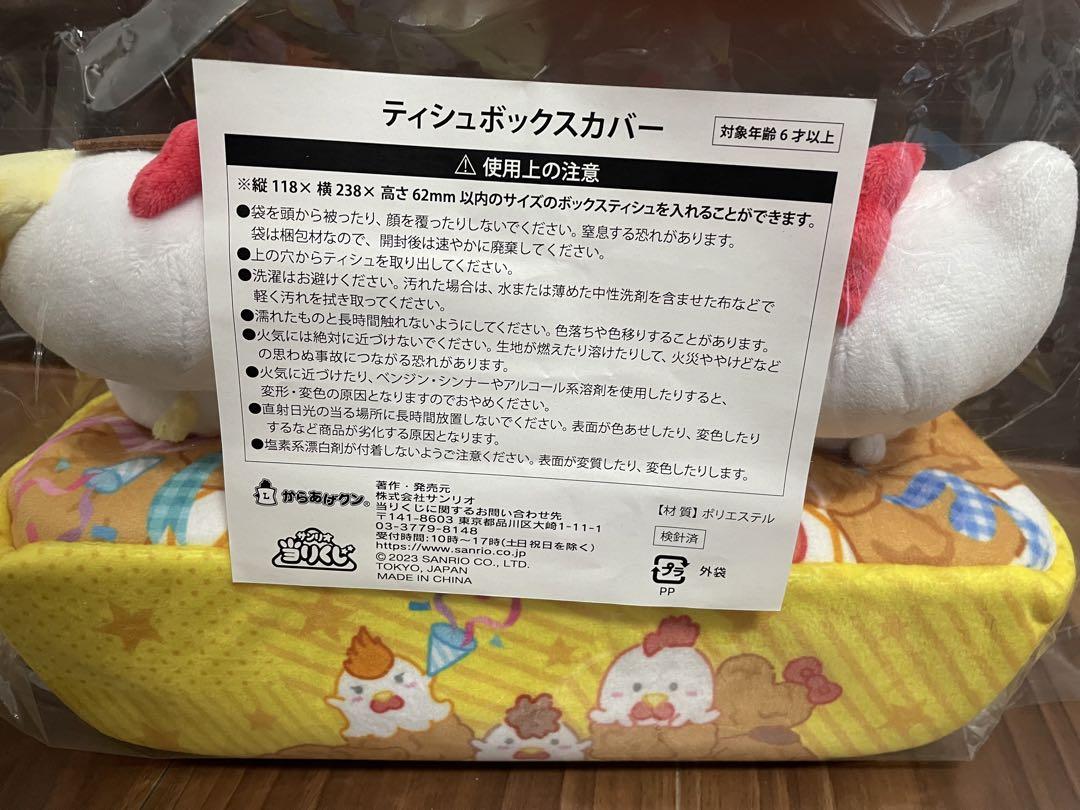 ティシュボックスカバー
対象年齢6才以上
⚠ 使用上の注意
※縦118×横238×高さ62mm以内のサイズのボックスティシュを入れることができます。
●袋を頭から被ったり、顔を覆ったりしないでください。窒息する恐れがあります。
袋は梱包材なので、開封後は速やかに廃棄してください。
●上の穴からティシュを取り出してください。
●洗濯はお避けください。汚れた場合は、水または薄めた中性洗剤を含ませた布などで
軽く汚れを拭き取ってください。
●濡れたものと長時間触れないようにしてください。色落ちや色移りすることがあります。
●火気には絶対に近づけないでください。生地が燃えたり溶けたりして、火災ややけどなど
の思わぬ事故につながる恐れがあります。
●火気に近づけたり、ベンジン・シンナーやアルコール系溶剤を使用したりすると、
変形・変色の原因となりますのでおやめください。
●直射日光の当る場所に長時間放置しないでください。表面が色あせしたり、変色したり
するなど商品が劣化する原因となります。
●塩素系漂白剤が付着しないようご注意ください。表面が変質したり、変色したりします。
L からあげクン®
サンリオ
当りくじ
著作・発売元
株式会社サンリオ
当りくじに関するお問い合わせ先
〒141-8603 東京都品川区大崎1-11-1
03-3779-8148
受付時間:10時〜17時(土日祝日を除く)
https://www.sanrio.co.jp
©2023 SANRIO CO., LTD.
TOKYO, JAPAN
MADE IN CHINA
【材質】ポリエステル
検針済
プラ 外袋
PP